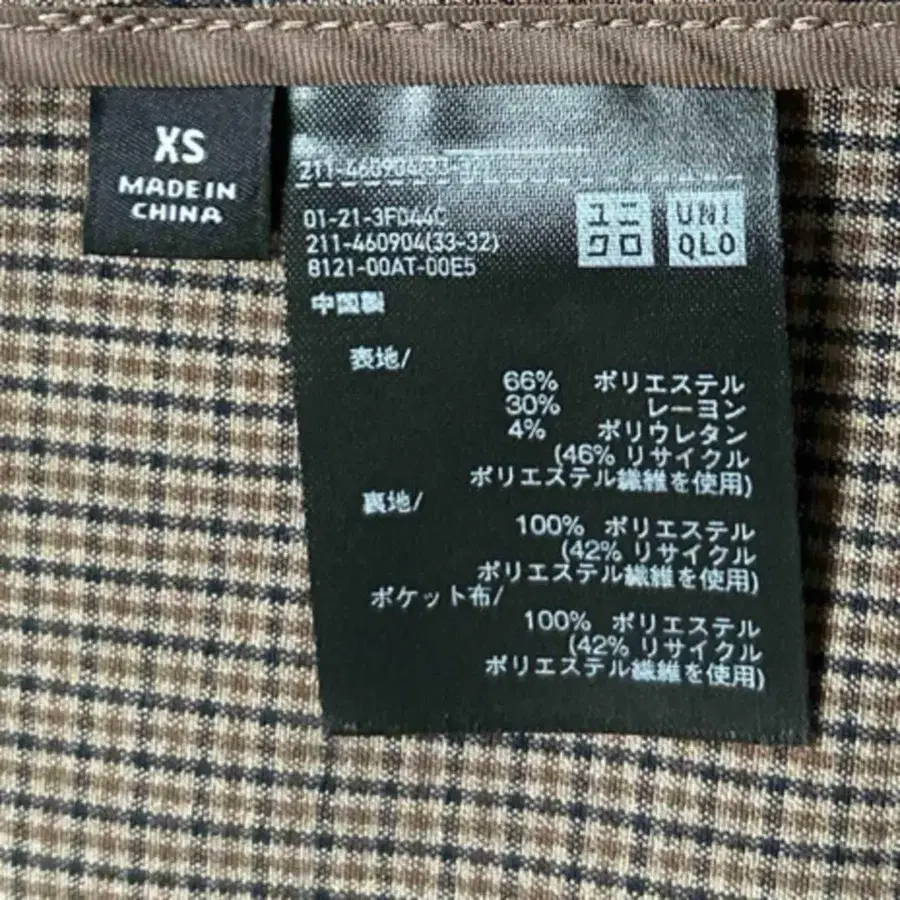 XS
MADE IN
CHINA
211-460904(33-
01-21-3F044C
211-460904(33-32)
8121-00AT-00E5
ユニ
クロ
UNI
QLO
中国製
表地/
66% ポリエステル
30% レーヨン
4% ポリウレタン
(46% リサイクル
ポリエステル繊維を使用)
裏地/
100% ポリエステル
(42% リサイクル
ポリエステル繊維を使用)
ポケット布/
100% ポリエステル
(42% リサイクル
ポリエステル繊維を使用)